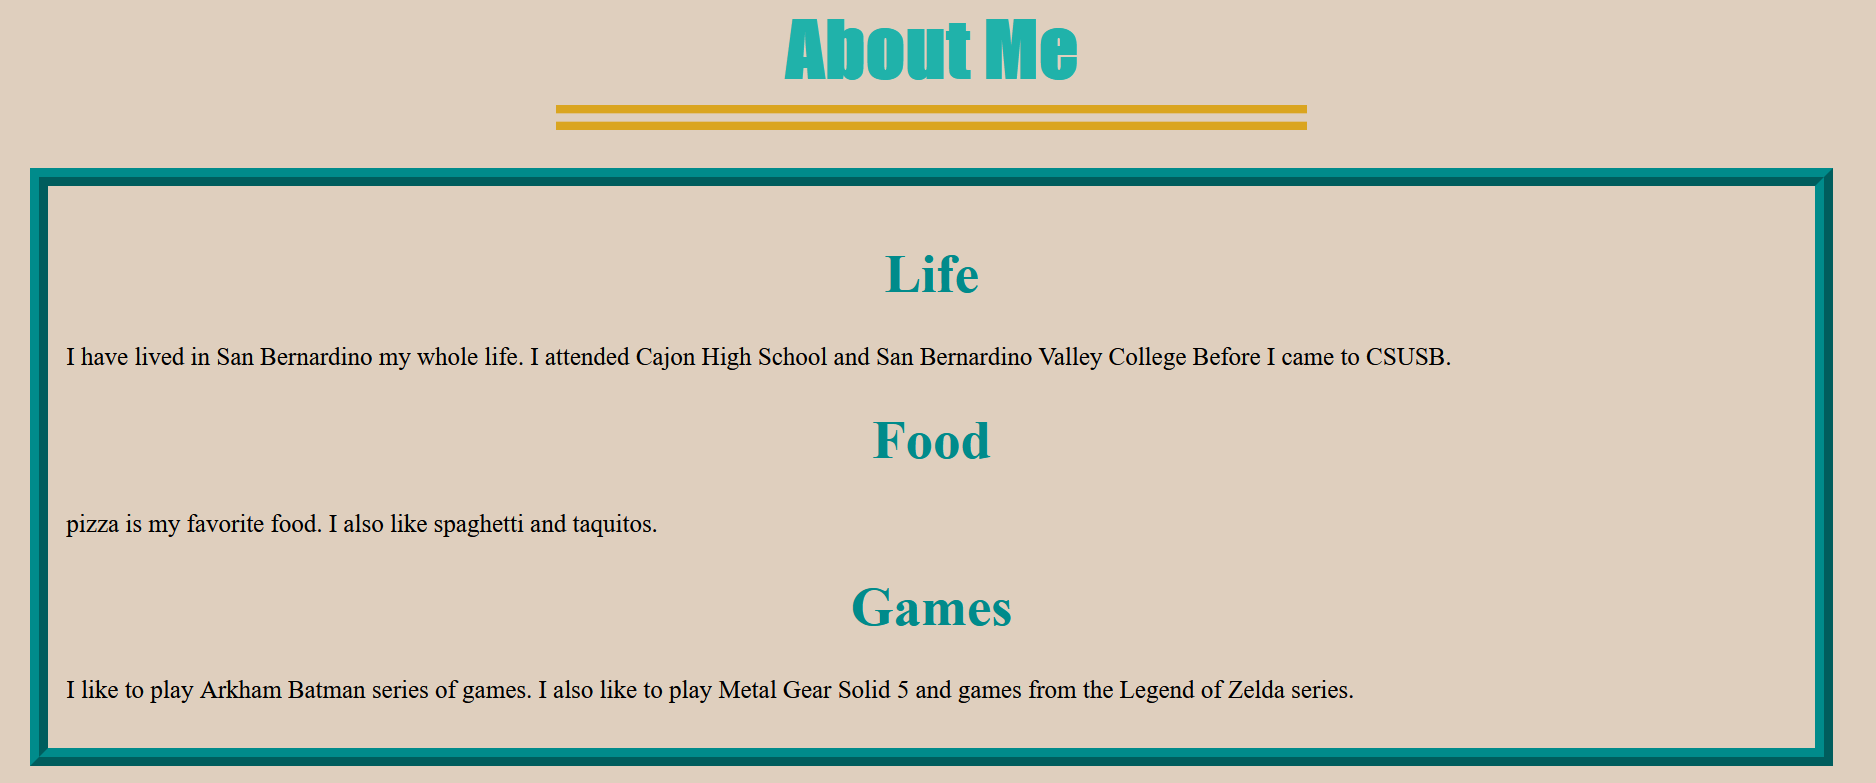 About Me
Life
I have lived in San Bernardino my whole life. I attended Cajon High School and San Bernardino Valley College Before I came to CSUSB.
Food
pizza is my favorite food. I also like spaghetti and taquitos.
Games
I like to play Arkham Batman series of games. I also like to play Metal Gear Solid 5 and games from the Legend of Zelda series.